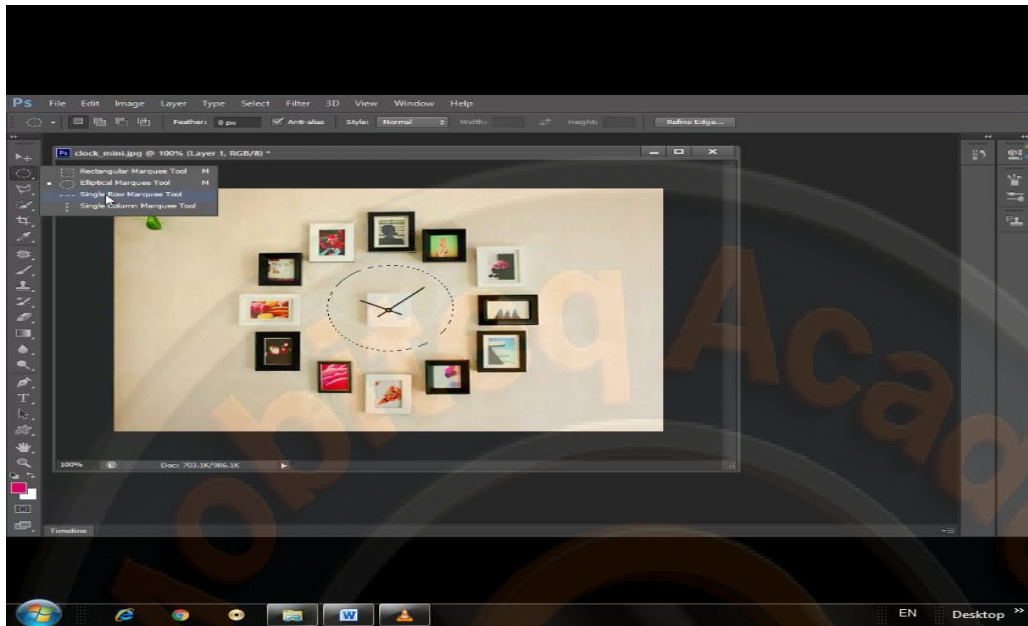 Ps File Edit Image Layer Type Select Filter 3D View Window Help
Feather: 0 px Anti-alias Style: Normal Width: Height: Refine Edge...
Ps clock_mini.jpg @ 100% (Layer 1, RGB/8) *
Rectangular Marquee Tool M
Elliptical Marquee Tool M
Single Row Marquee Tool
Single Column Marquee Tool
100% Doc: 703.1K/986.1K
Timeline
EN Desktop